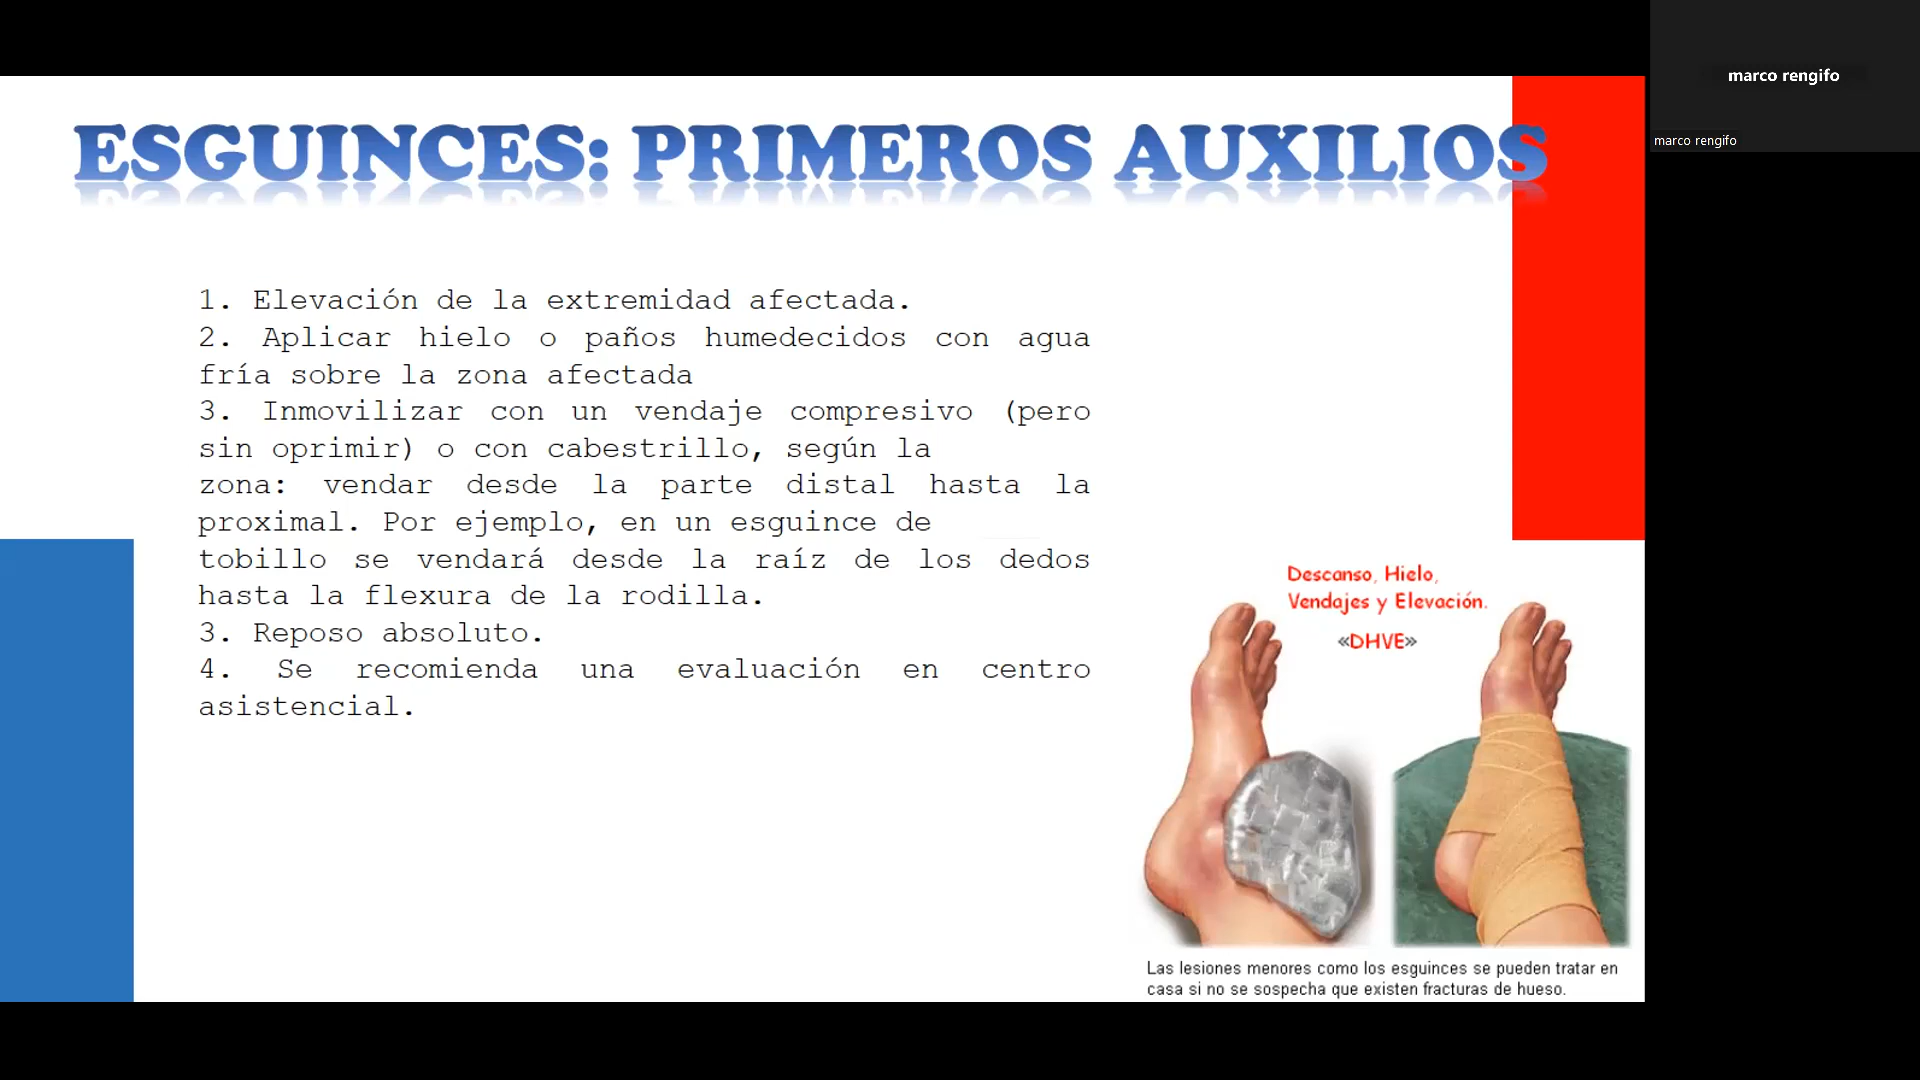 marco rengifo
marco rengifo
ESGUINCES: PRIMEROS AUXILIOS
1. Elevación de la extremidad afectada.
2. Aplicar hielo o paños humedecidos con agua
fría sobre la zona afectada
3. Inmovilizar con un vendaje compresivo (pero
sin oprimir) o con cabestrillo, según la
zona: vendar desde la parte distal hasta la
proximal. Por ejemplo, en un esguince de
tobillo se vendará desde la raíz de los dedos
hasta la flexura de la rodilla.
3. Reposo absoluto.
4. Se recomienda una evaluación en centro
asistencial.
Descanso, Hielo,
Vendajes y Elevación.
«DHVE»
Las lesiones menores como los esguinces se pueden tratar en
casa si no se sospecha que existen fracturas de hueso.